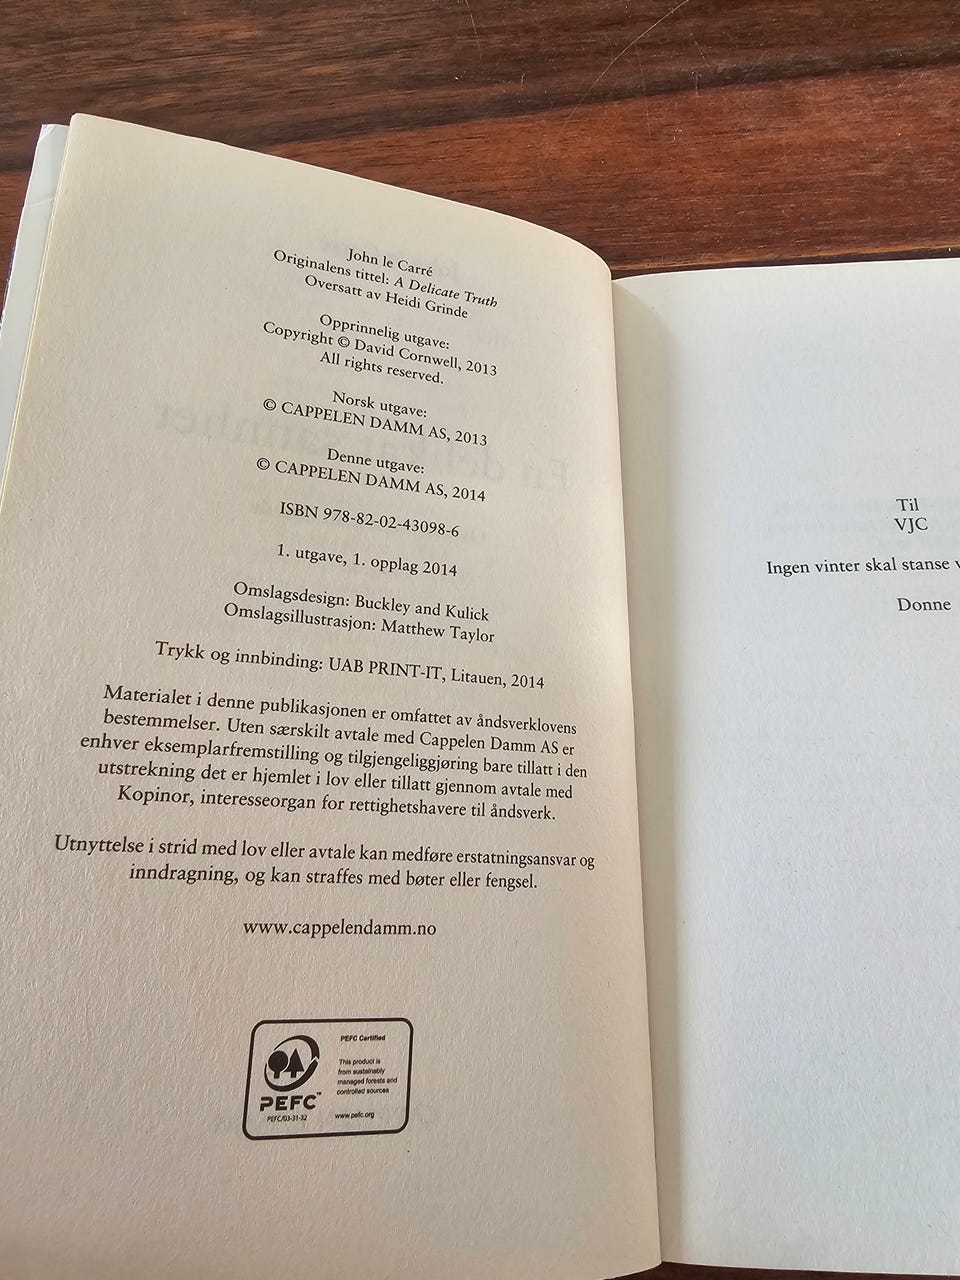 John le Carré
Originalens tittel: A Delicate Truth
Oversatt av Heidi Grinde
Opprinnelig utgave:
Copyright © David Cornwell, 2013
All rights reserved.
Norsk utgave:
© CAPPELEN DAMM AS, 2013
Denne utgave:
© CAPPELEN DAMM AS, 2014
ISBN 978-82-02-43098-6
1. utgave, 1. opplag 2014
Omslagsdesign: Buckley and Kulick
Omslagsillustrasjon: Matthew Taylor
Trykk og innbinding: UAB PRINT-IT, Litauen, 2014
Materialet i denne publikasjonen er omfattet av åndsverklovens
bestemmelser. Uten særskilt avtale med Cappelen Damm AS er
enhver eksemplarfremstilling og tilgjengeliggjøring bare tillatt i den
utstrekning det er hjemlet i lov eller tillatt gjennom avtale med
Kopinor, interesseorgan for rettighetshavere til åndsverk.
Utnyttelse i strid med lov eller avtale kan medføre erstatningsansvar og
inndragning, og kan straffes med bøter eller fengsel.
www.cappelendamm.no
PEFC Certified
This product is
from sustainably
managed forests and
controlled sources
www.pefc.org
PEFC™
PEFC/03-31-32
Til
VJC
Ingen vinter skal stanse
Donne